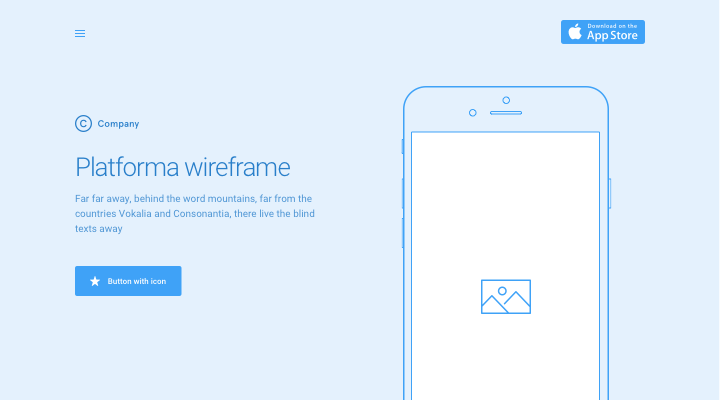 Download on the
App Store
C Company
Platforma wireframe
Far far away, behind the word mountains, far from the
countries Vokalia and Consonantia, there live the blind
texts away
Button with icon